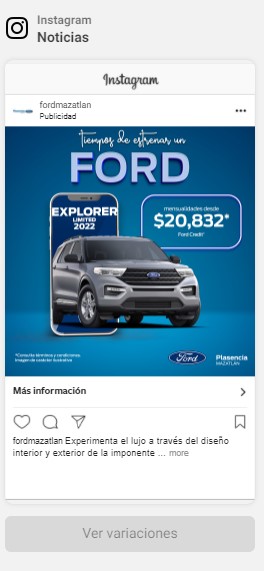 Instagram
Noticias
Instagram
fordmazatlan
Publicidad
Tiempos de estrenar un
FORD
EXPLORER
LIMITED
2022
mensualidades desde
$20,832*
Ford Credit*
*Consulta términos y condiciones.
Imagen de carácter ilustrativo
Ford
Plasencia
MAZATLÁN
Más información
fordmazatlan Experimenta el lujo a través del diseño
interior y exterior de la imponente ... more
Ver variaciones